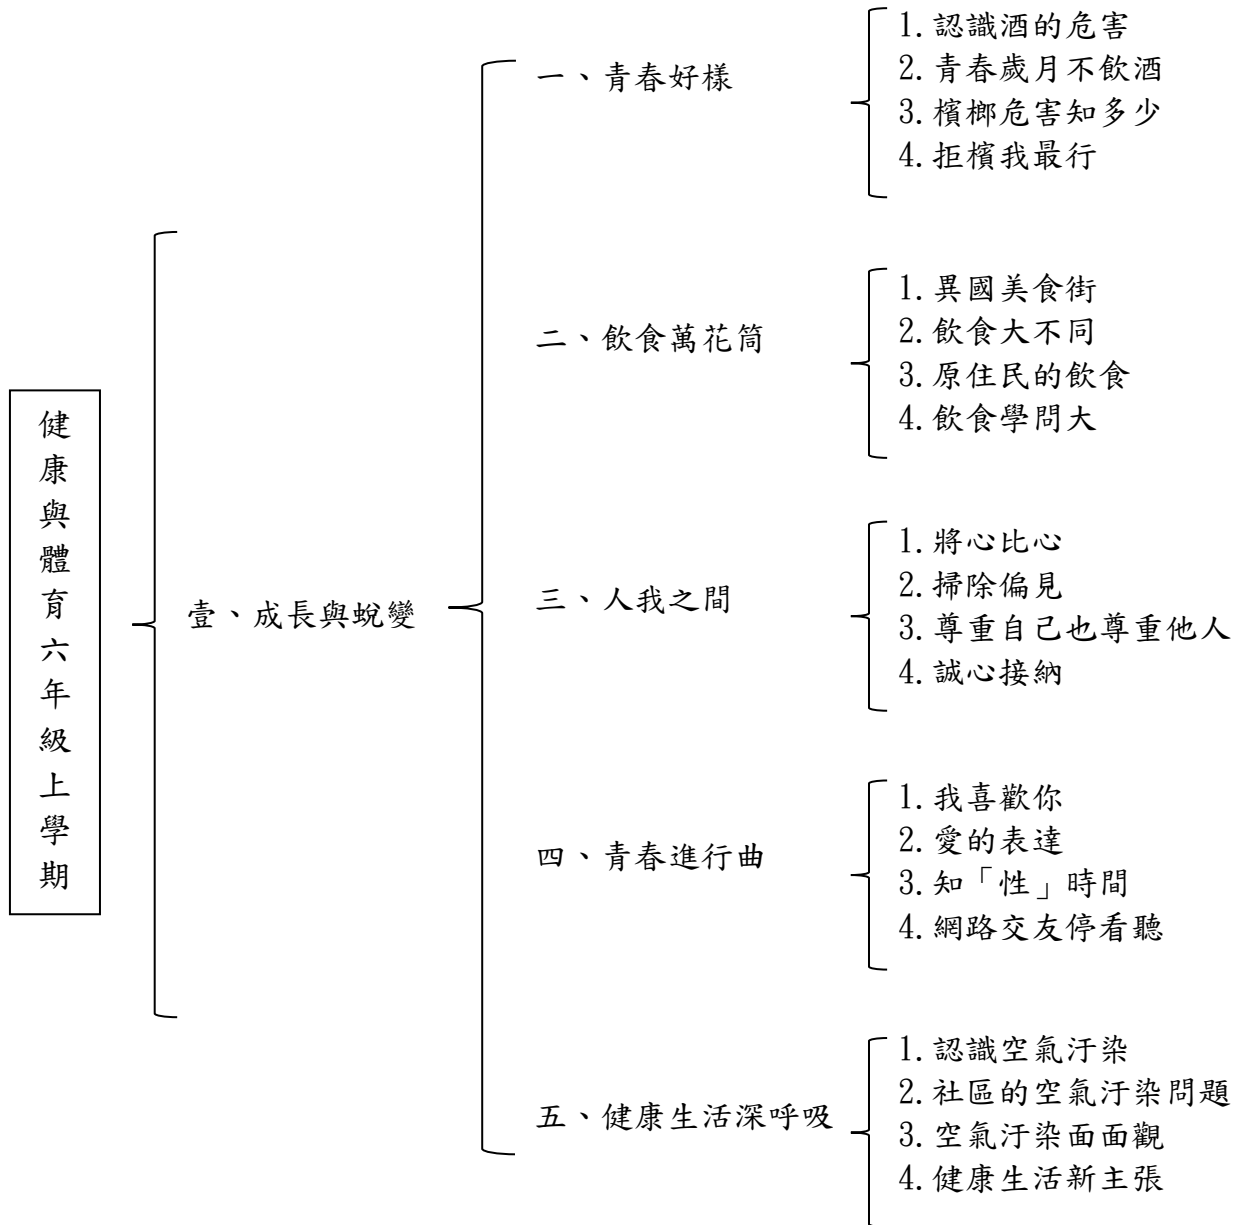 健康與體育六年級上學期
壹、成長與蛻變
一、青春好樣
1.認識酒的危害
2.青春歲月不飲酒
3.檳榔危害知多少
4.拒檳我最行
二、飲食萬花筒
1.異國美食街
2.飲食大不同
3.原住民的飲食
4.飲食學問大
三、人我之間
1.將心比心
2.掃除偏見
3.尊重自己也尊重他人
4.誠心接納
四、青春進行曲
1.我喜歡你
2.愛的表達
3.知「性」時間
4.網路交友停看聽
五、健康生活深呼吸
1.認識空氣汙染
2.社區的空氣汙染問題
3.空氣汙染面面觀
4.健康生活新主張